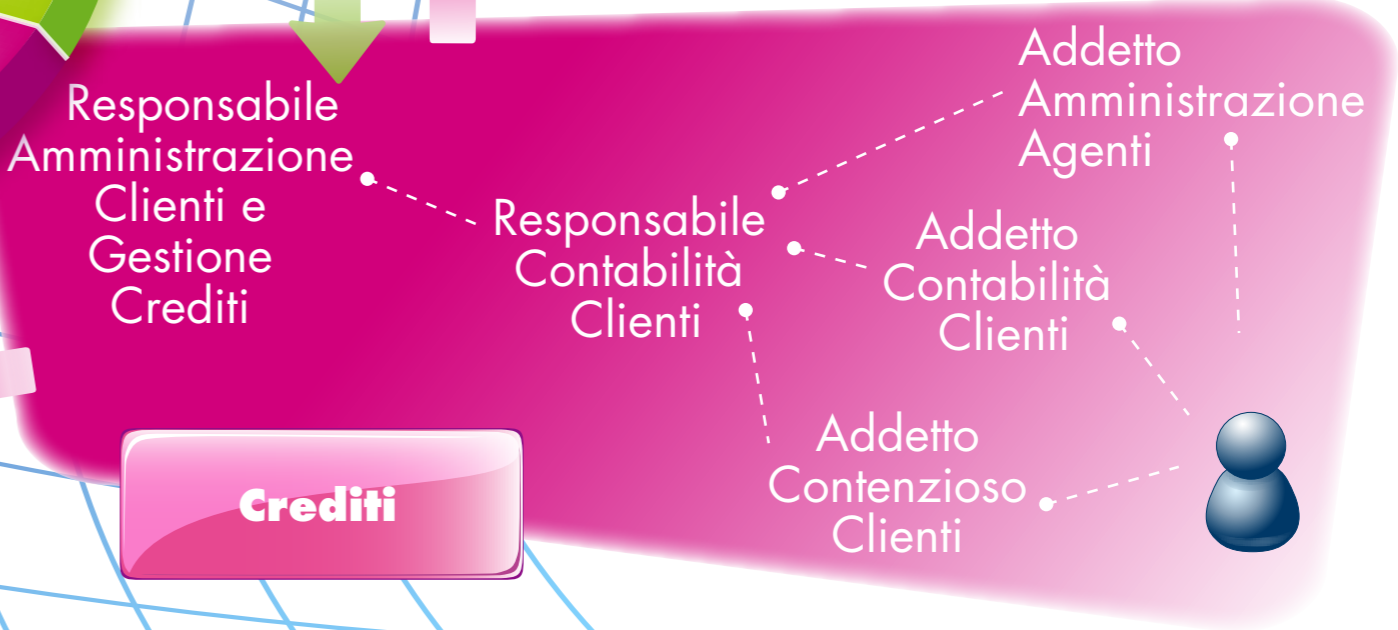 Responsabile
Amministrazione
Clienti e
Gestione
Crediti
Responsabile
Contabilità
Clienti
Addetto
Amministrazione
Agenti
Addetto
Contabilità
Clienti
Addetto
Contenzioso
Clienti
Crediti